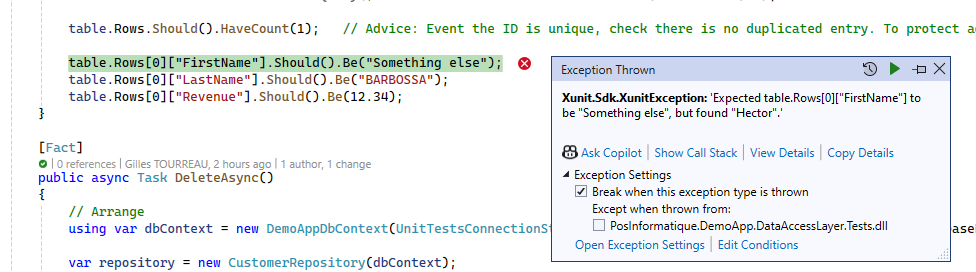 table.Rows.Should().HaveCount(1);   // Advice: Event the ID is unique, check there is no duplicated entry. To protect
table.Rows[0]["FirstName"].Should().Be("Something else");
table.Rows[0]["LastName"].Should().Be("BARBOSSA");
table.Rows[0]["Revenue"].Should().Be(12.34);
}
[Fact]
0 references | Gilles TOURREAU, 2 hours ago | 1 author, 1 change
public async Task DeleteAsync()
{
// Arrange
using var dbContext = new DemoAppDbContext(UnitTestsConnectionSt
var repository = new CustomerRepository(dbContext);
Exception Thrown
Xunit.Sdk.XunitException: 'Expected table.Rows[0]["FirstName"] to
be "Something else", but found "Hector".'
Ask Copilot | Show Call Stack | View Details | Copy Details
Exception Settings
Break when this exception type is thrown
Except when thrown from:
PosInformatique.DemoApp.DataAccessLayer.Tests.dll
Open Exception Settings | Edit Conditions